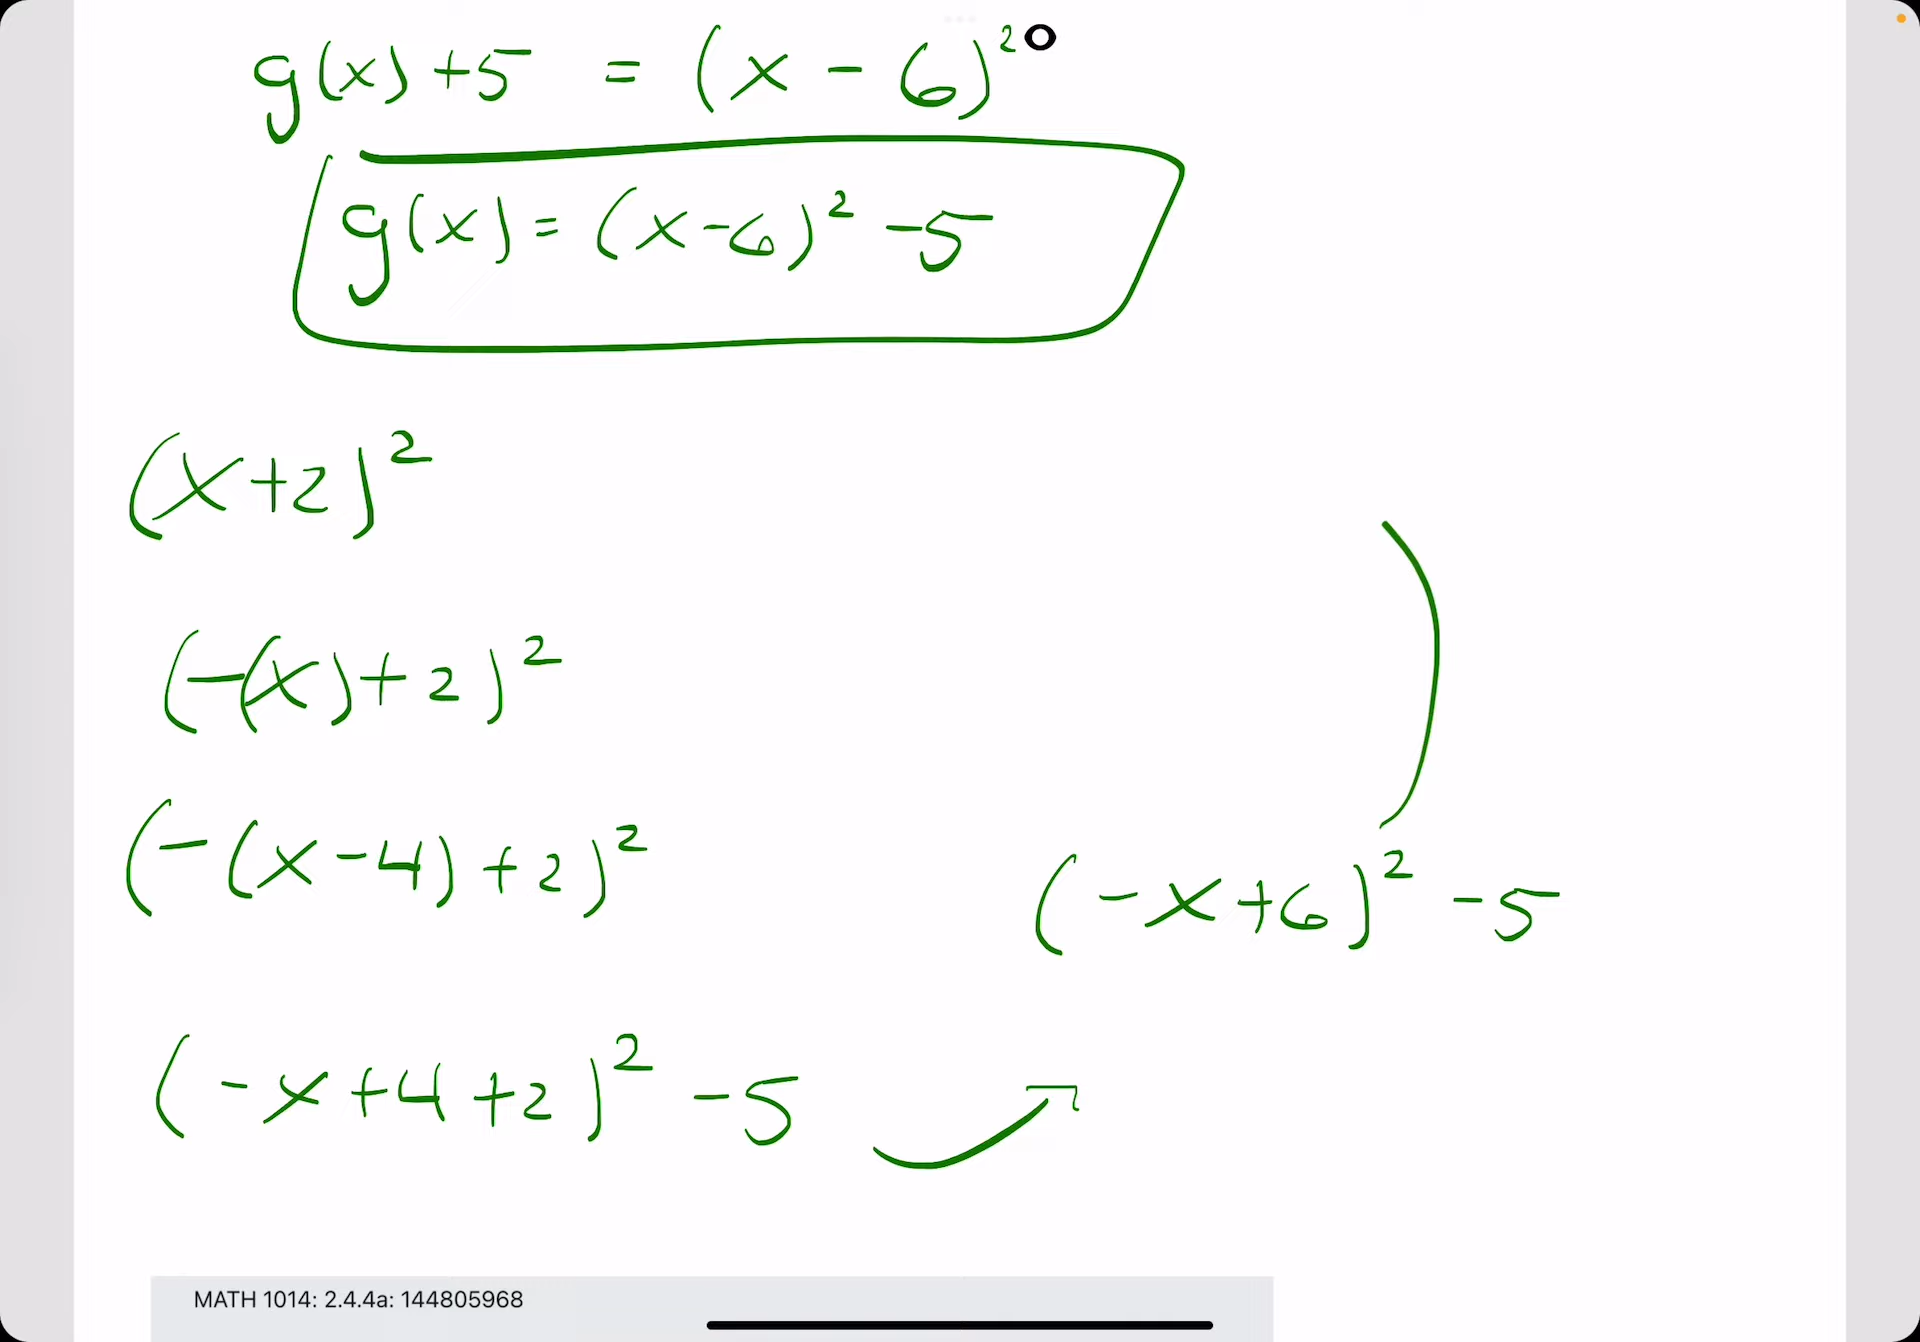 g(x) +5 = (x - 6)²
g(x) = (x-6)² -5
(x+2)²
(-(x)+2)²
(-(x-4)+2)²
(-x+6)² -5
(-x+4+2)² -5
MATH 1014: 2.4.4a: 144805968